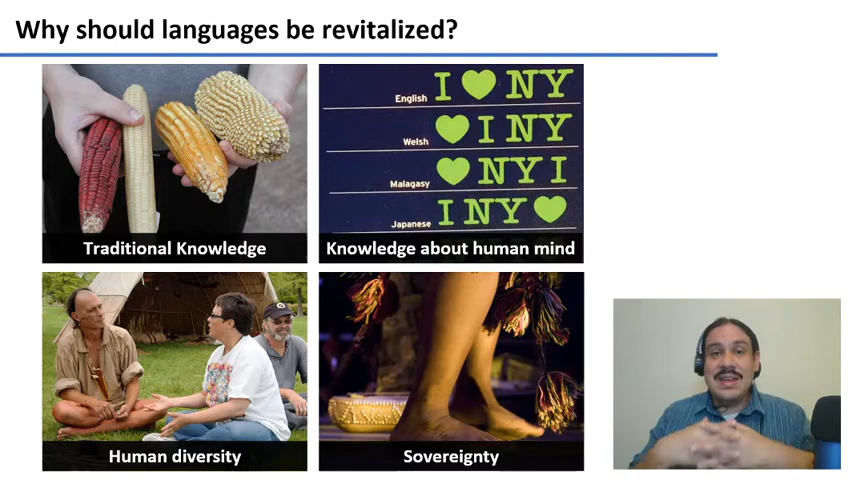 Why should languages be revitalized?
English I ♥ NY
Welsh ♥ I NY
Malagasy ♥ NY I
Japanese I NY ♥
Traditional Knowledge
Knowledge about human mind
Human diversity
Sovereignty